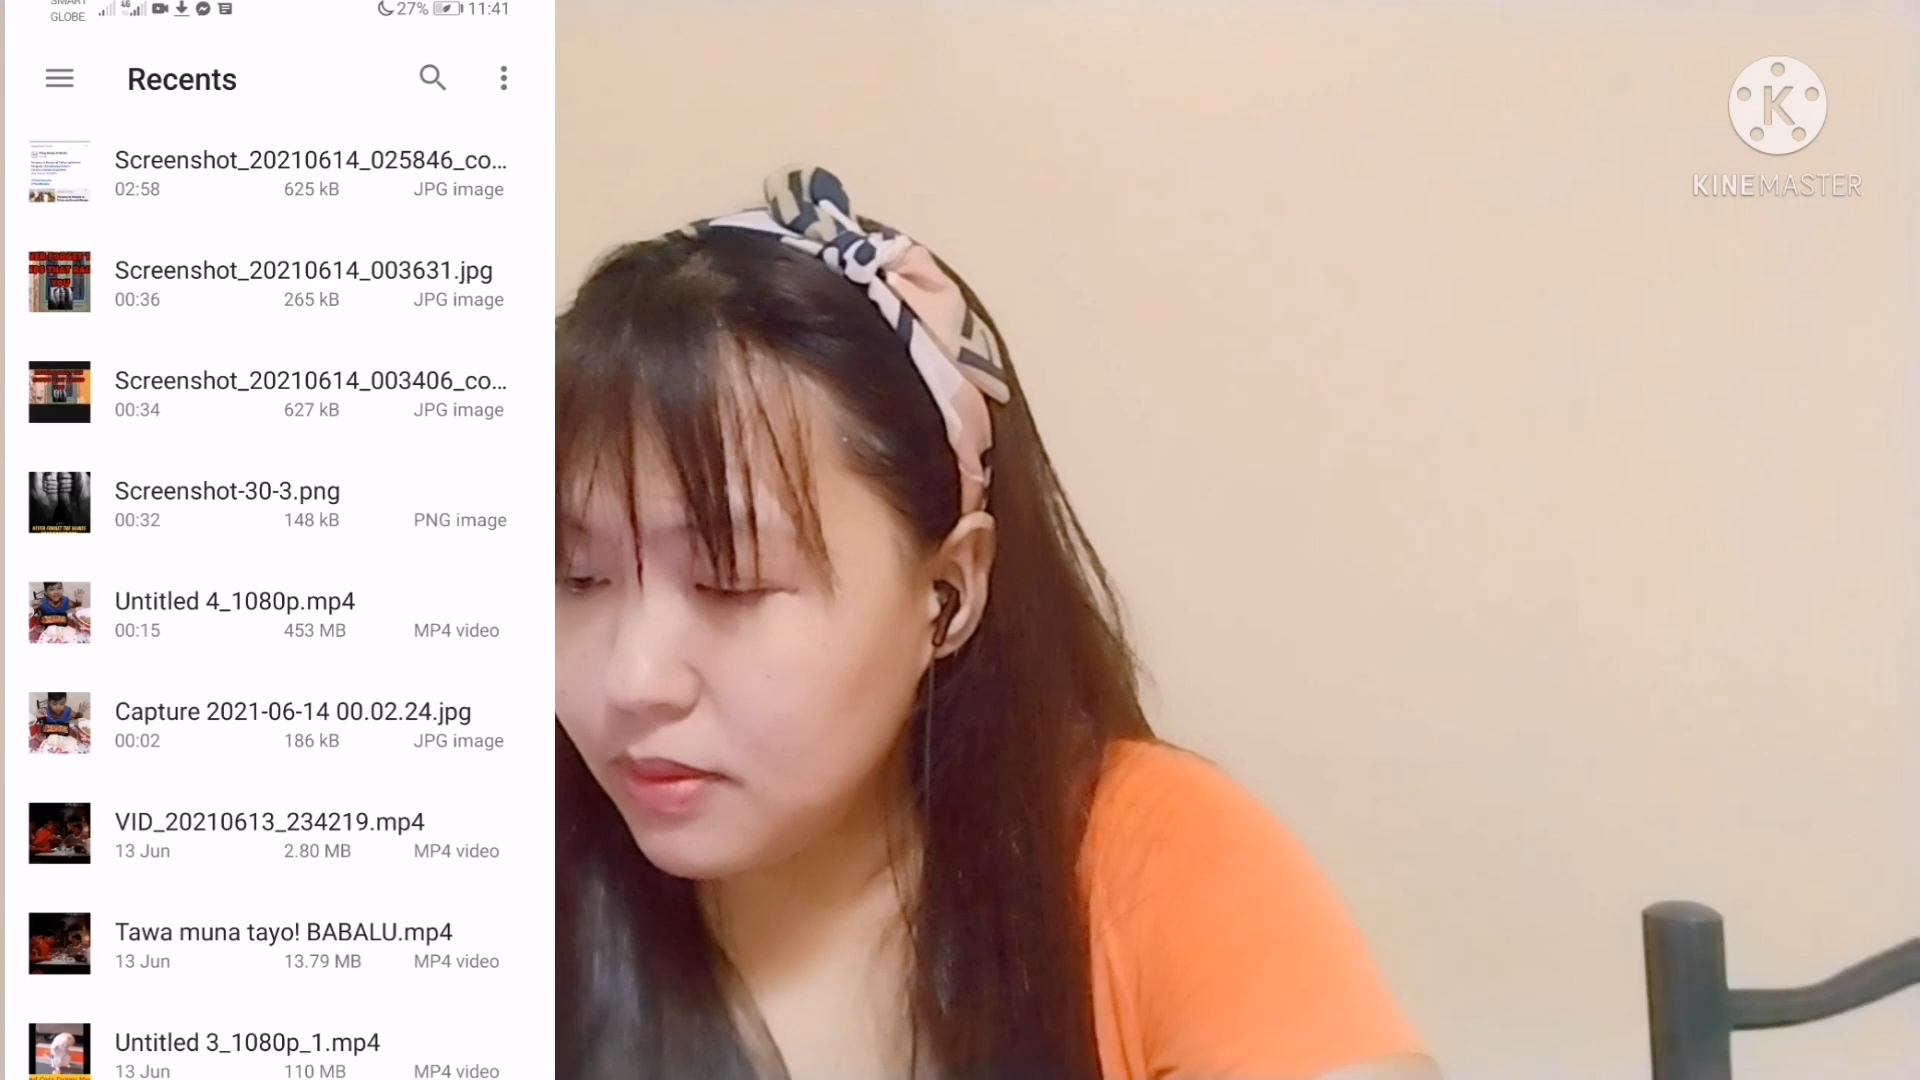 SMART
GLOBE
4G
27%
11:41
Recents
Screenshot_20210614_025846_co...
02:58 625 kB JPG image
Screenshot_20210614_003631.jpg
00:36 265 kB JPG image
Screenshot_20210614_003406_co...
00:34 627 kB JPG image
Screenshot-30-3.png
00:32 148 kB PNG image
Untitled 4_1080p.mp4
00:15 453 MB MP4 video
Capture 2021-06-14 00.02.24.jpg
00:02 186 kB JPG image
VID_20210613_234219.mp4
13 Jun 2.80 MB MP4 video
Tawa muna tayo! BABALU.mp4
13 Jun 13.79 MB MP4 video
Untitled 3_1080p_1.mp4
13 Jun 110 MB MP4 video
K
KINEMASTER